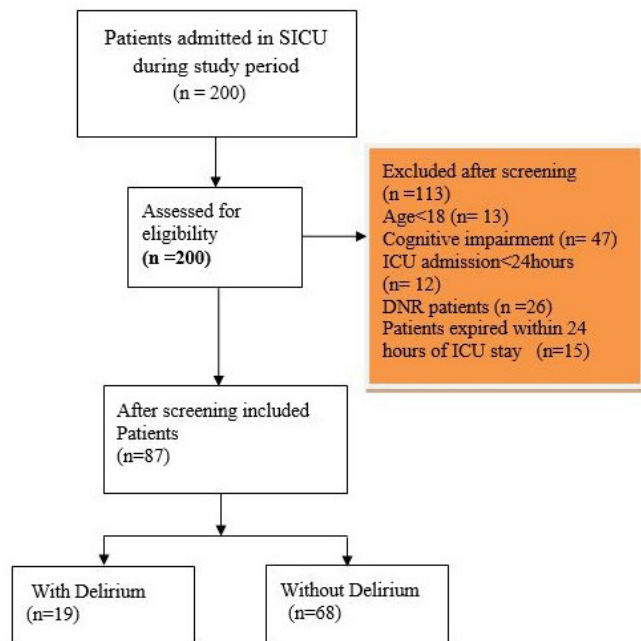 Patients admitted in SICU
during study period
(n = 200)
Assessed for
eligibility
(n =200)
Excluded after screening
(n =113)
Age<18 (n= 13)
Cognitive impairment (n= 47)
ICU admission<24hours
(n= 12)
DNR patients (n =26)
Patients expired within 24
hours of ICU stay (n=15)
After screening included
Patients
(n=87)
With Delirium
(n=19)
Without Delirium
(n=68)